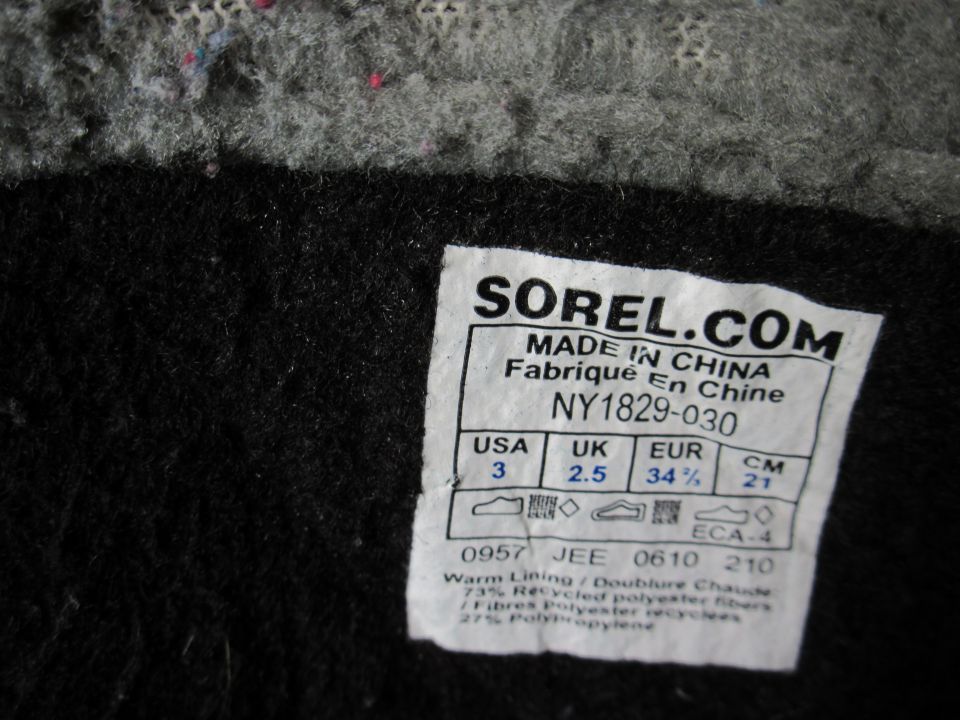 SOREL.COM
MADE IN CHINA
Fabriqué En Chine
NY1829-030
USA UK EUR CM
3 2.5 34 ⅔ 21
ECA-4
0957 JEE 0610 210
Warm Lining / Doublure Chaude:
73% Recycled polyester fibers
/ Fibres Polyester recyclées
27% Polypropylene